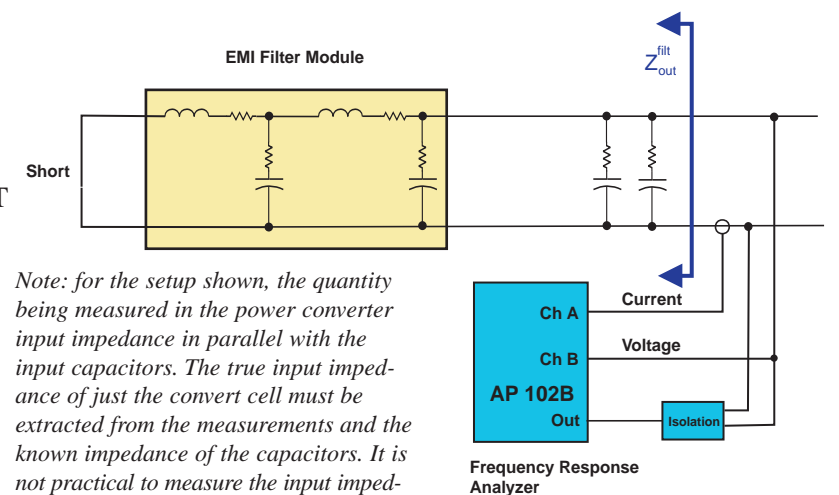 EMI Filter Module
Z out filt
Short
T
Note: for the setup shown, the quantity
being measured in the power converter
input impedance in parallel with the
input capacitors. The true input imped-
ance of just the convert cell must be
extracted from the measurements and the
known impedance of the capacitors. It is
not practical to measure the input imped-
Ch A
Current
Ch B
Voltage
AP 102B
Out
Isolation
Frequency Response
Analyzer